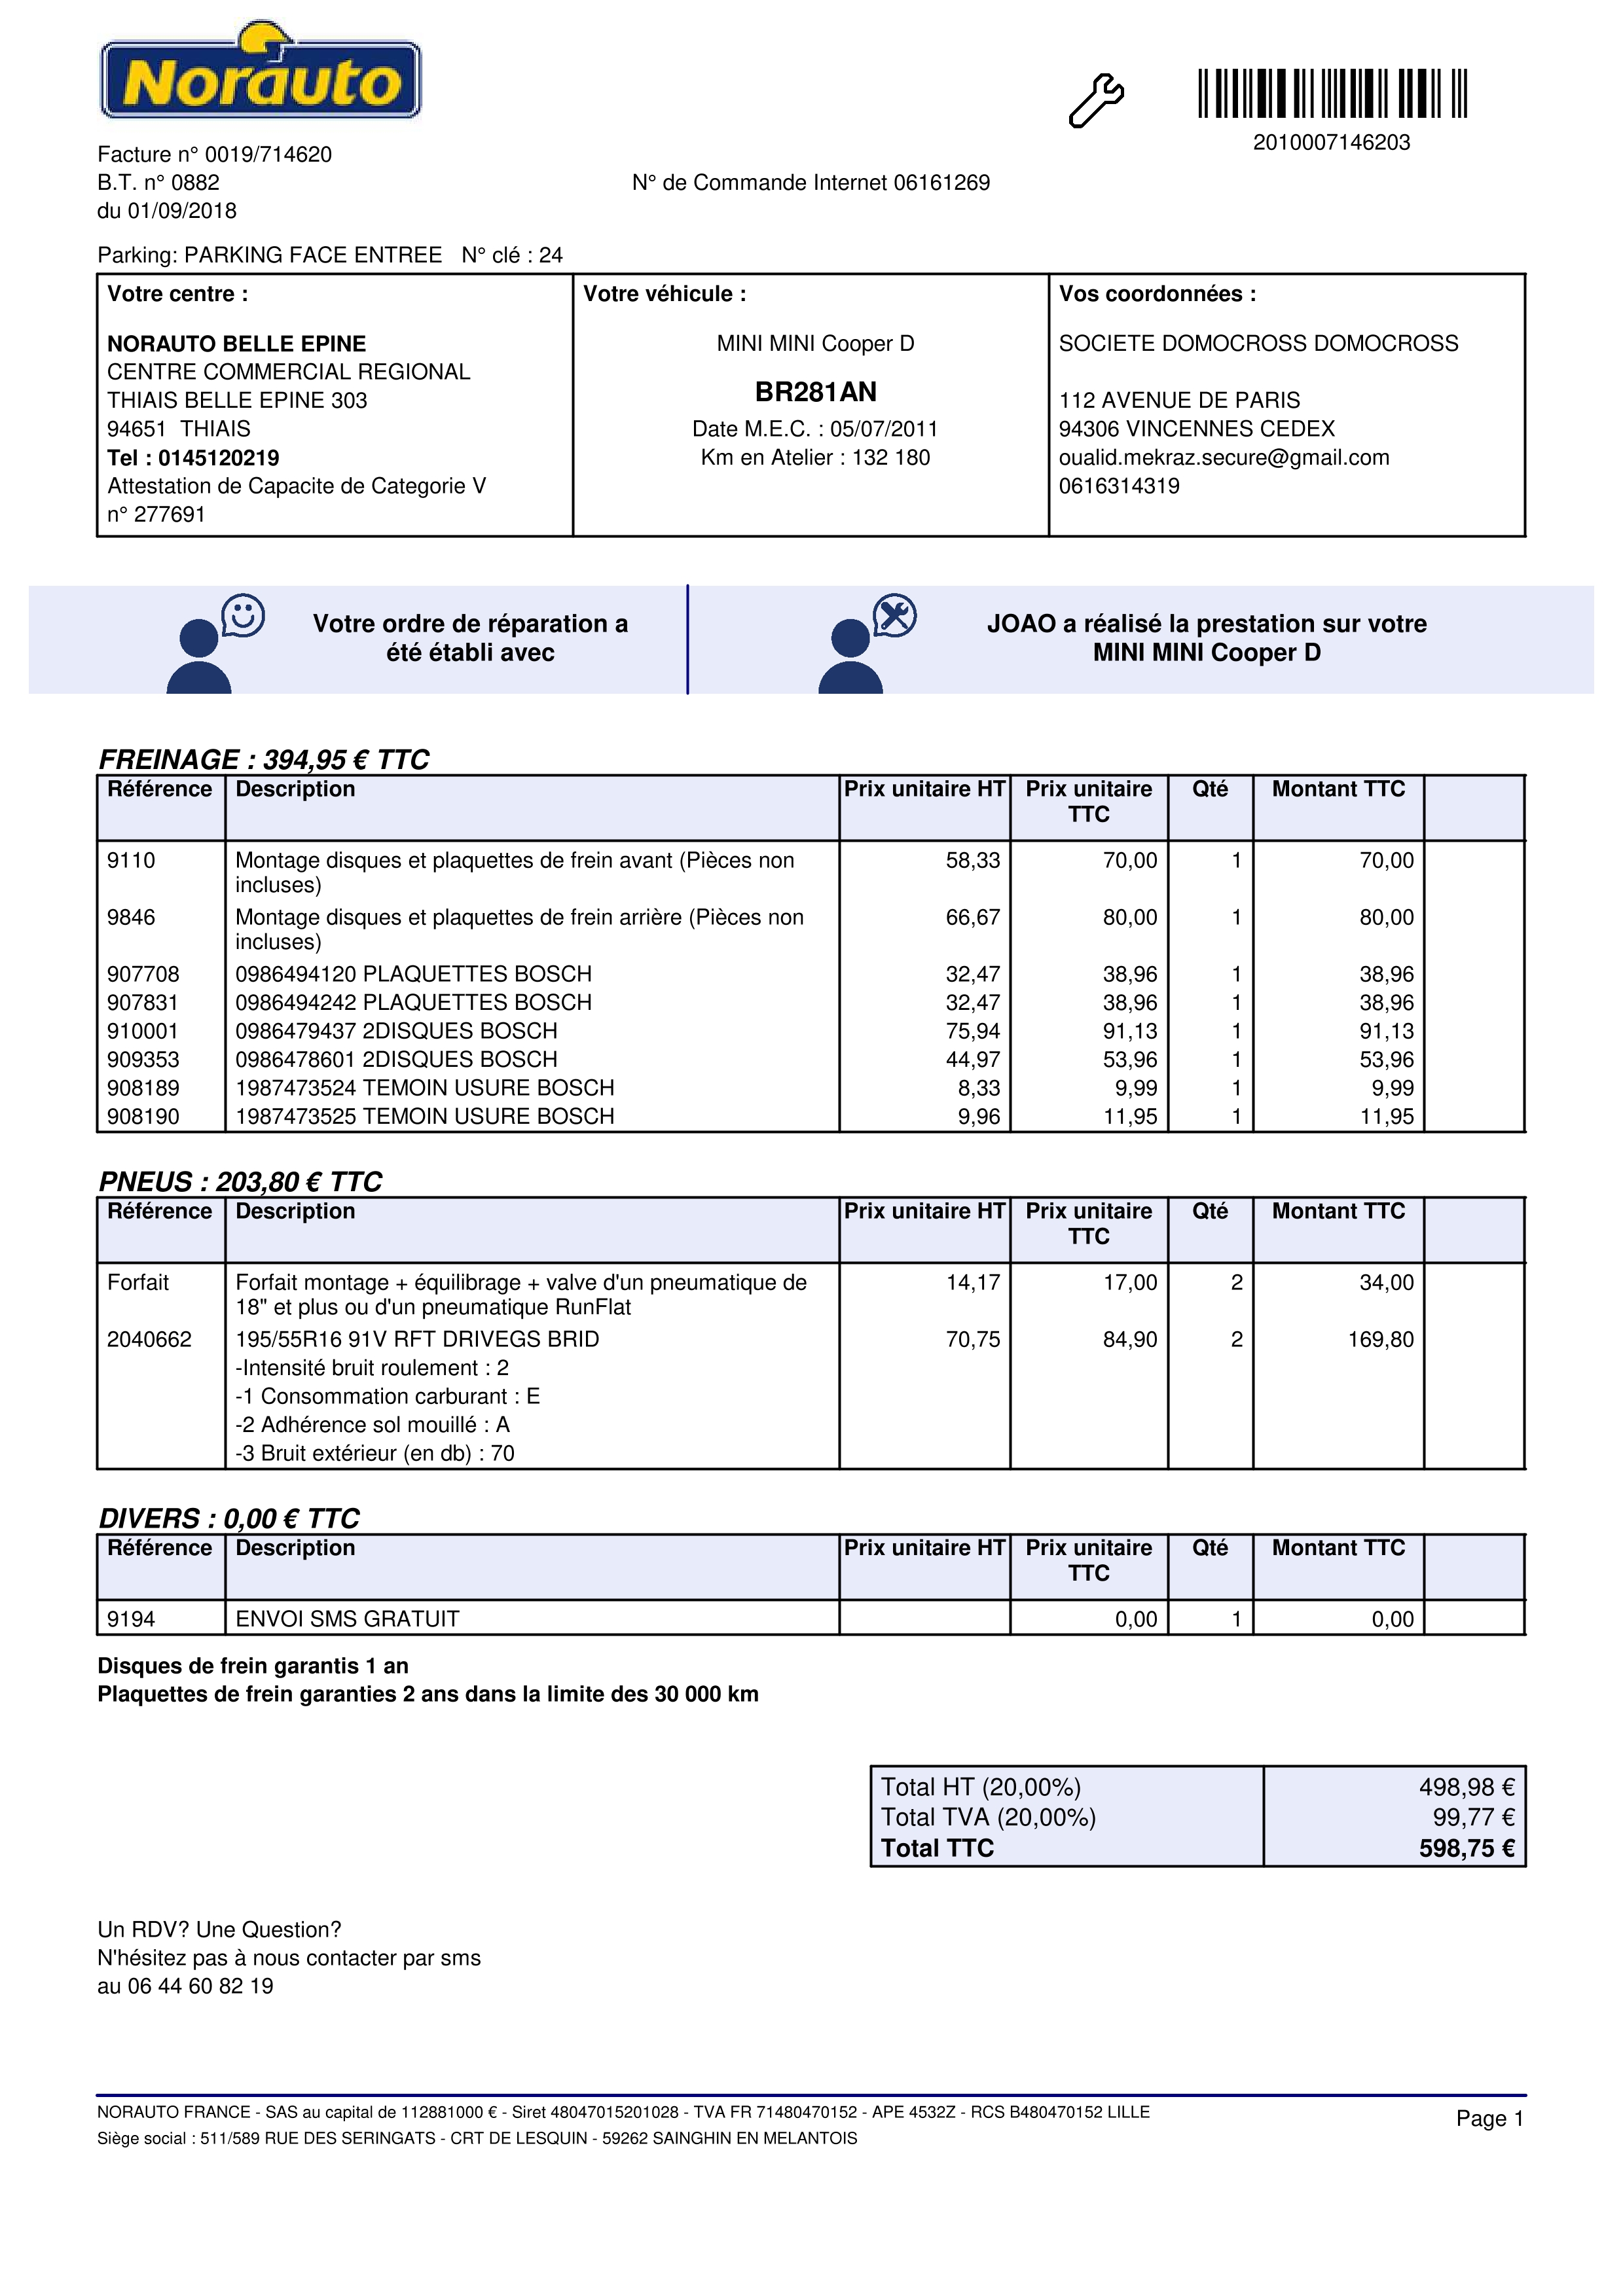 Norauto
2010007146203
Facture n° 0019/714620
B.T. n° 0882
N° de Commande Internet 06161269
du 01/09/2018
Parking: PARKING FACE ENTREE N° clé : 24
Votre centre :
NORAUTO BELLE EPINE
CENTRE COMMERCIAL REGIONAL
THIAIS BELLE EPINE 303
94651 THIAIS
Tel : 0145120219
Attestation de Capacite de Categorie V
n° 277691
Votre véhicule :
MINI MINI Cooper D
BR281AN
Date M.E.C. : 05/07/2011
Km en Atelier : 132 180
Vos coordonnées :
SOCIETE DOMOCROSS DOMOCROSS
112 AVENUE DE PARIS
94306 VINCENNES CEDEX
oualid.mekraz.secure@gmail.com
0616314319
Votre ordre de réparation a
été établi avec
JOAO a réalisé la prestation sur votre
MINI MINI Cooper D
FREINAGE : 394,95 € TTC
Référence Description Prix unitaire HT Prix unitaire Qté Montant TTC
TTC
9110 Montage disques et plaquettes de frein avant (Pièces non 58,33 70,00 1 70,00
incluses)
9846 Montage disques et plaquettes de frein arrière (Pièces non 66,67 80,00 1 80,00
incluses)
907708 0986494120 PLAQUETTES BOSCH 32,47 38,96 1 38,96
907831 0986494242 PLAQUETTES BOSCH 32,47 38,96 1 38,96
910001 0986479437 2DISQUES BOSCH 75,94 91,13 1 91,13
909353 0986478601 2DISQUES BOSCH 44,97 53,96 1 53,96
908189 1987473524 TEMOIN USURE BOSCH 8,33 9,99 1 9,99
908190 1987473525 TEMOIN USURE BOSCH 9,96 11,95 1 11,95
PNEUS : 203,80 € TTC
Référence Description Prix unitaire HT Prix unitaire Qté Montant TTC
TTC
Forfait Forfait montage + équilibrage + valve d'un pneumatique de 14,17 17,00 2 34,00
18" et plus ou d'un pneumatique RunFlat
2040662 195/55R16 91V RFT DRIVEGS BRID 70,75 84,90 2 169,80
-Intensité bruit roulement : 2
-1 Consommation carburant : E
-2 Adhérence sol mouillé : A
-3 Bruit extérieur (en db) : 70
DIVERS : 0,00 € TTC
Référence Description Prix unitaire HT Prix unitaire Qté Montant TTC
TTC
9194 ENVOI SMS GRATUIT 0,00 1 0,00
Disques de frein garantis 1 an
Plaquettes de frein garanties 2 ans dans la limite des 30 000 km
Total HT (20,00%) 498,98 €
Total TVA (20,00%) 99,77 €
Total TTC 598,75 €
Un RDV? Une Question?
N'hésitez pas à nous contacter par sms
au 06 44 60 82 19
NORAUTO FRANCE - SAS au capital de 112881000 € - Siret 48047015201028 - TVA FR 71480470152 - APE 4532Z - RCS B480470152 LILLE
Page 1
Siège social : 511/589 RUE DES SERINGATS - CRT DE LESQUIN - 59262 SAINGHIN EN MELANTOIS